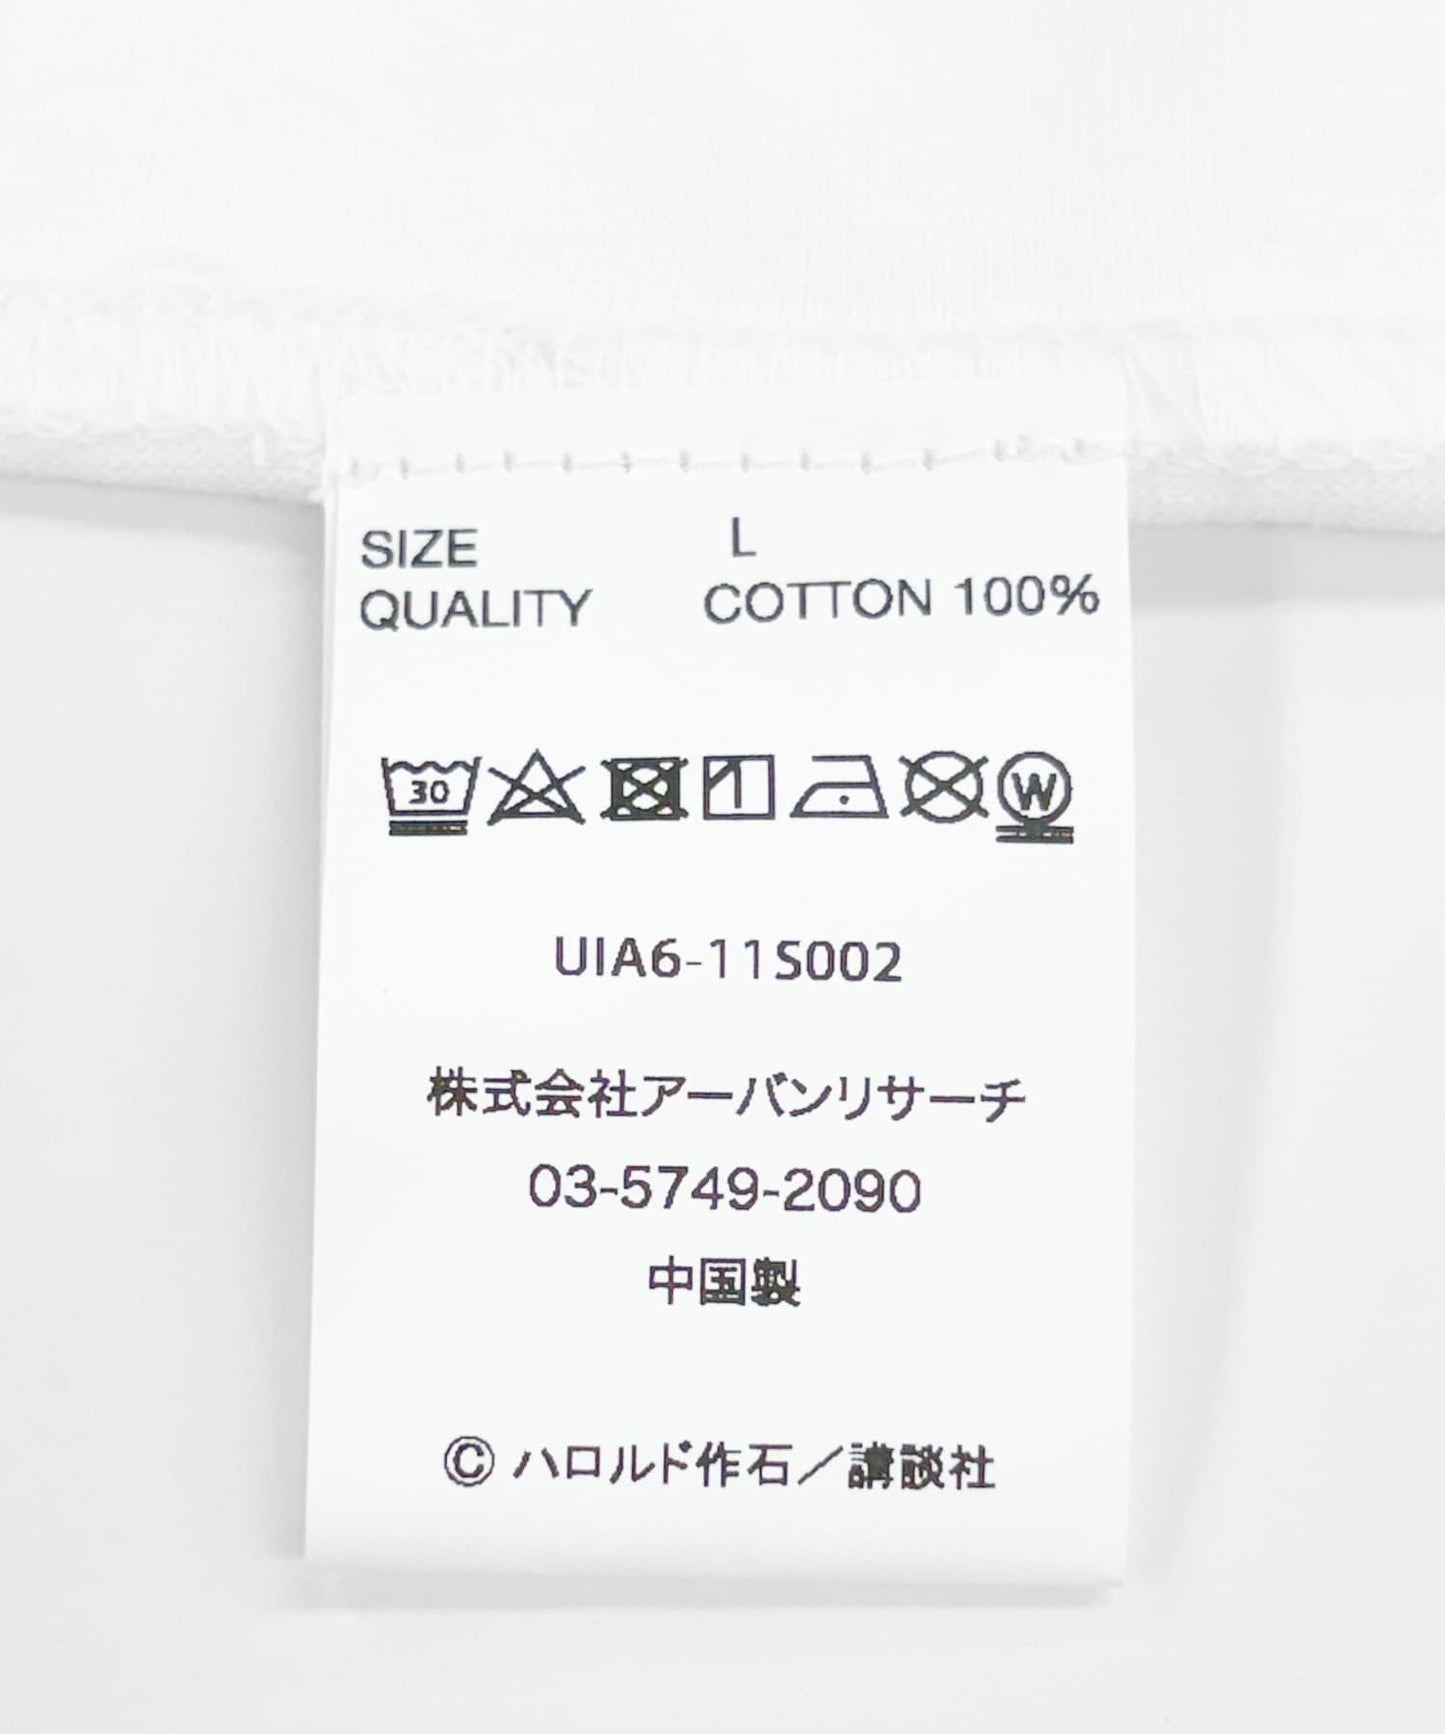 SIZE L
QUALITY COTTON 100%
30 W
UIA6-11S002
株式会社アーバンリサーチ
03-5749-2090
中国製
© ハロルド作石／講談社